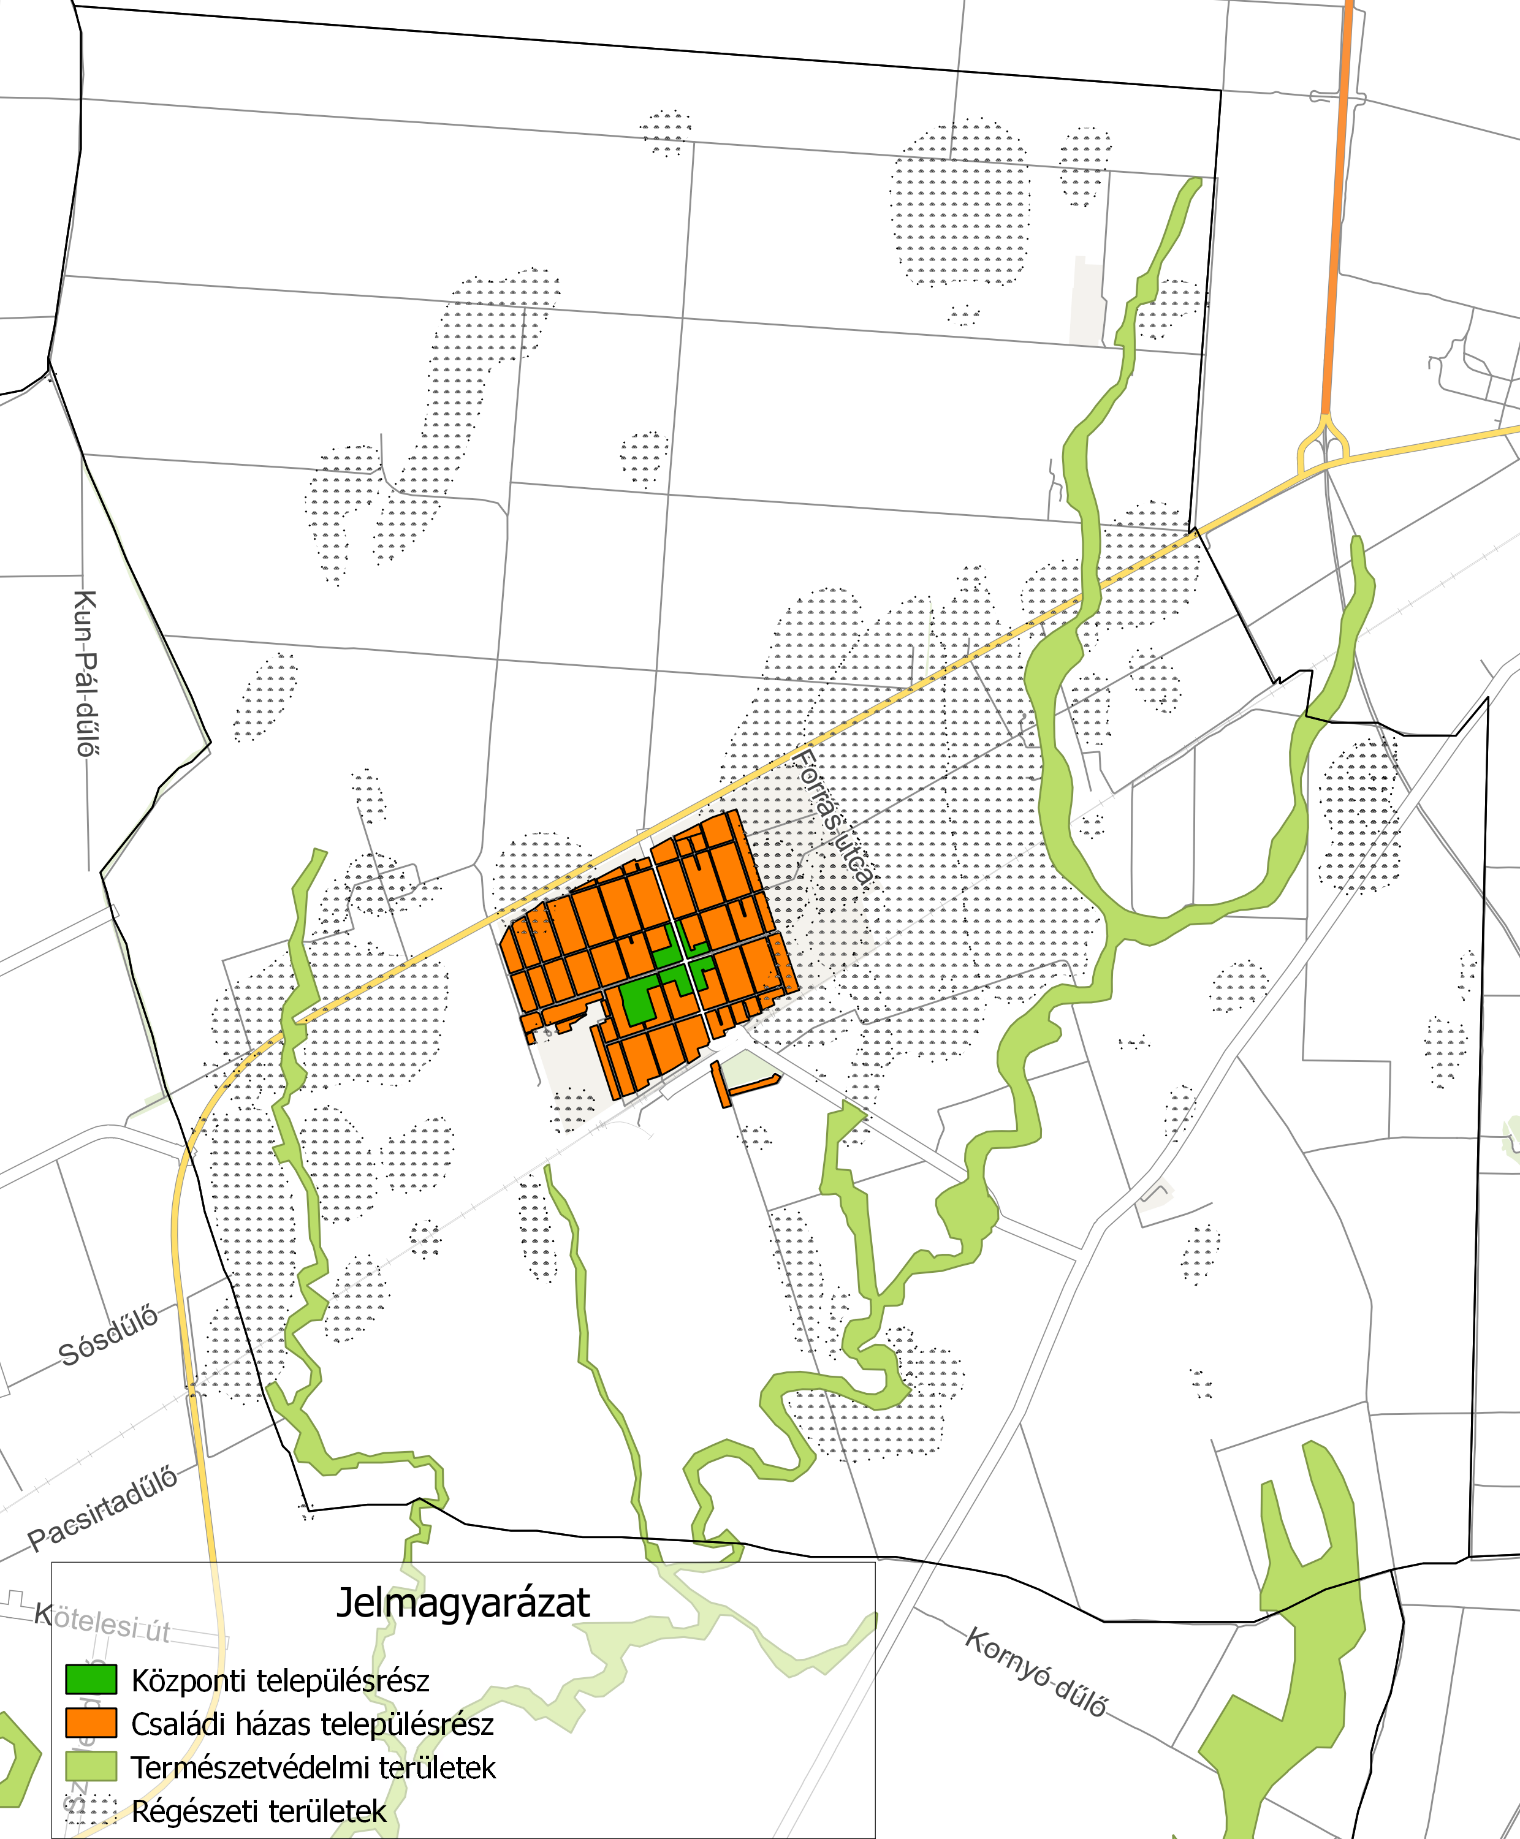 Kun-Pál-dűlő
Forrás utca
Sósdűlő
Pacsirtadűlő
Kötelesi út
Kornyó-dűlő
Jelmagyarázat
Központi településrész
Családi házas településrész
Természetvédelmi területek
Régészeti területek